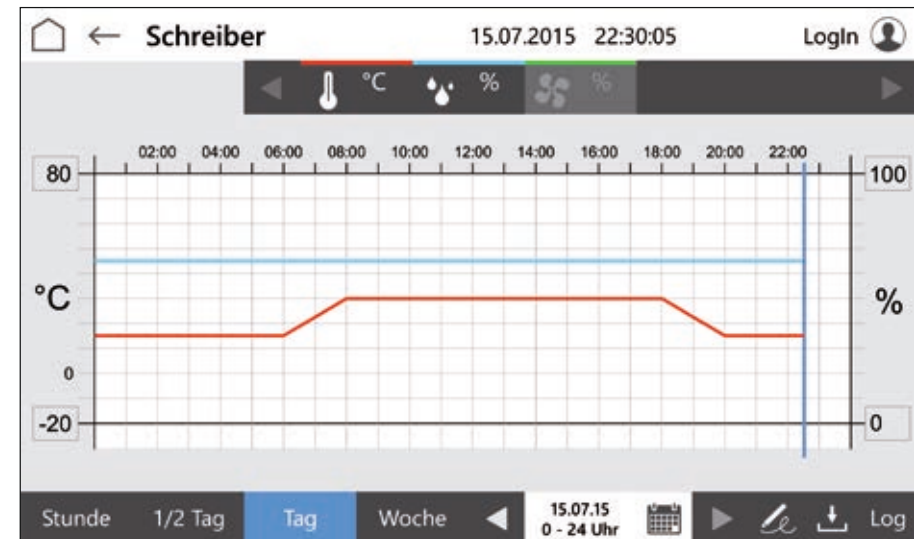 Schreiber 15.07.2015 22:30:05 LogIn
°C % %
02:00 04:00 06:00 08:00 10:00 12:00 14:00 16:00 18:00 20:00 22:00
80 100
°C %
0
-20 0
Stunde 1/2 Tag Tag Woche 15.07.15 Log
0 - 24 Uhr